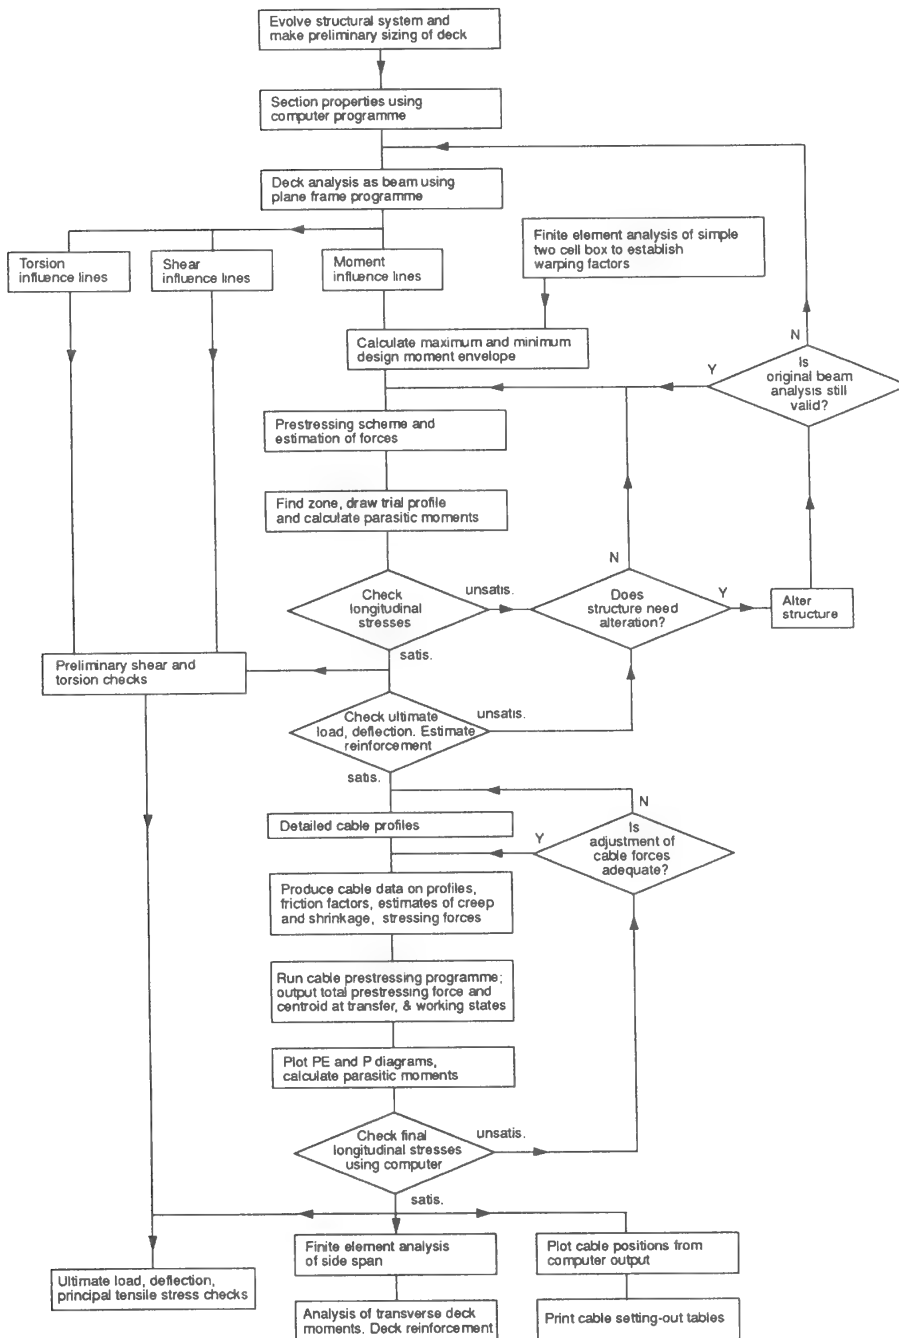 Evolve structural system and
make preliminary sizing of deck
Section properties using
computer programme
Deck analysis as beam using
plane frame programme
Torsion
influence lines
Shear
influence lines
Moment
influence lines
Finite element analysis of simple
two cell box to establish
warping factors
Calculate maximum and minimum
design moment envelope
N
Y
Is
original beam
analysis still
valid?
Prestressing scheme and
estimation of forces
Find zone, draw trial profile
and calculate parasitic moments
N
Check
longitudinal
stresses
unsatis.
Does
structure need
alteration?
Y
Alter
structure
satis.
Preliminary shear and
torsion checks
Check ultimate
load, deflection. Estimate
reinforcement
unsatis.
satis.
N
Detailed cable profiles
Y
Is
adjustment of
cable forces
adequate?
Produce cable data on profiles,
friction factors, estimates of creep
and shrinkage, stressing forces
Run cable prestressing programme;
output total prestressing force and
centroid at transfer, & working states
Plot PE and P diagrams,
calculate parasitic moments
Check final
longitudinal stresses
using computer
unsatis.
satis.
Ultimate load, deflection,
principal tensile stress checks
Finite element analysis
of side span
Plot cable positions from
computer output
Analysis of transverse deck
moments. Deck reinforcement
Print cable setting-out tables